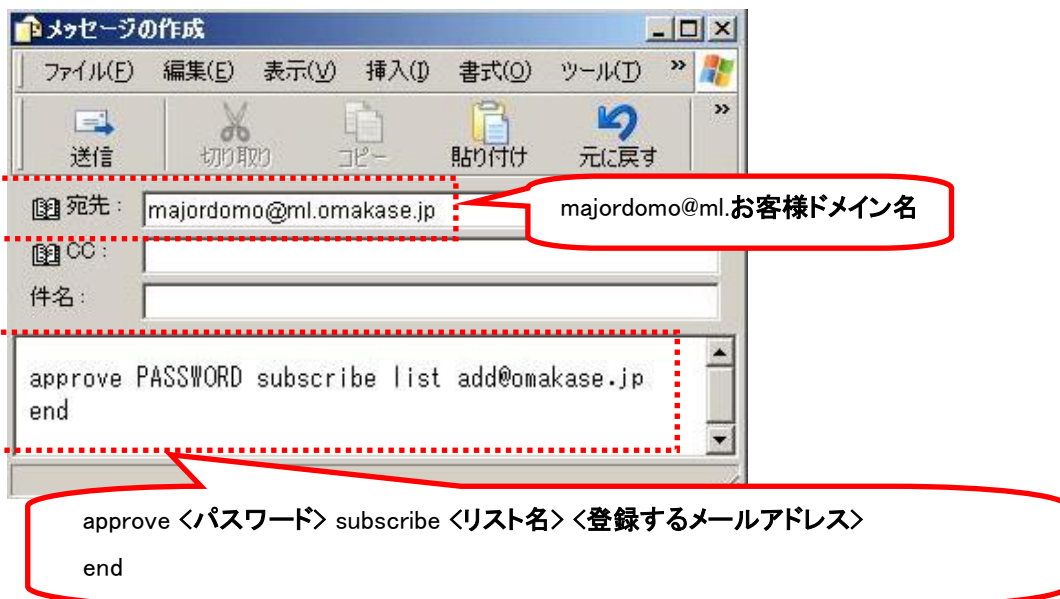 メッセージの作成
ファイル(F) 編集(E) 表示(V) 挿入(I) 書式(O) ツール(T) »
送信 切り取り コピー 貼り付け 元に戻す »
宛先: majordomo@ml.omakase.jp
majordomo@ml.お客様ドメイン名
CC:
件名:
approve PASSWORD subscribe list add@omakase.jp
end
approve <パスワード> subscribe <リスト名> <登録するメールアドレス>
end